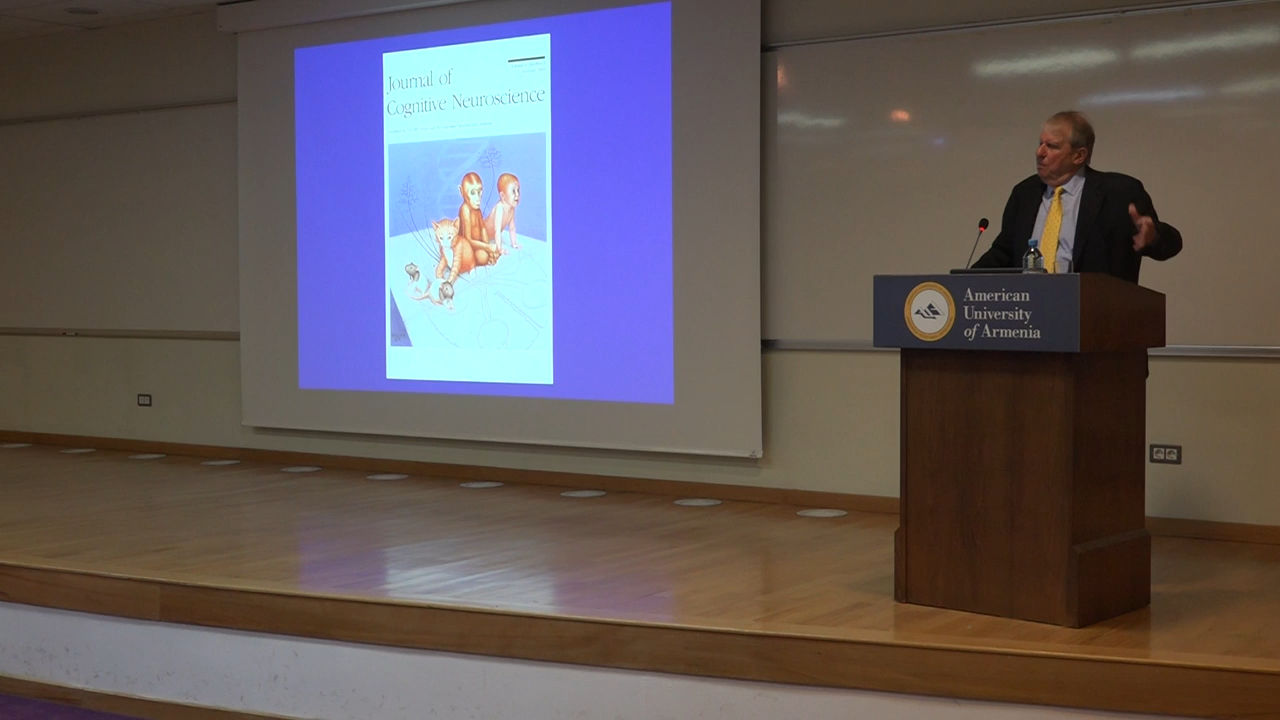 Journal of
Cognitive Neuroscience
American
University
of Armenia